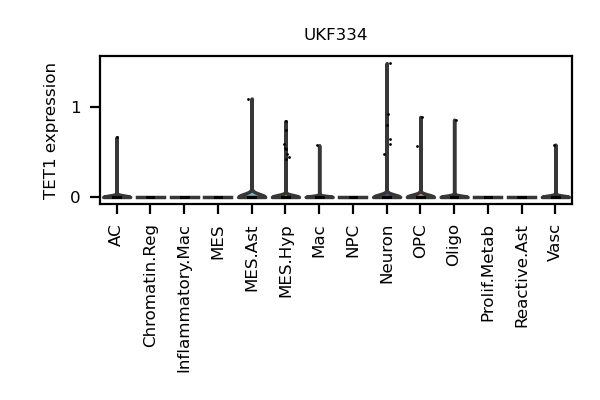 UKF334
TET1 expression
1
0
AC
Chromatin.Reg
Inflammatory.Mac
MES
MES.Ast
MES.Hyp
Mac
NPC
Neuron
OPC
Oligo
Prolif.Metab
Reactive.Ast
Vasc